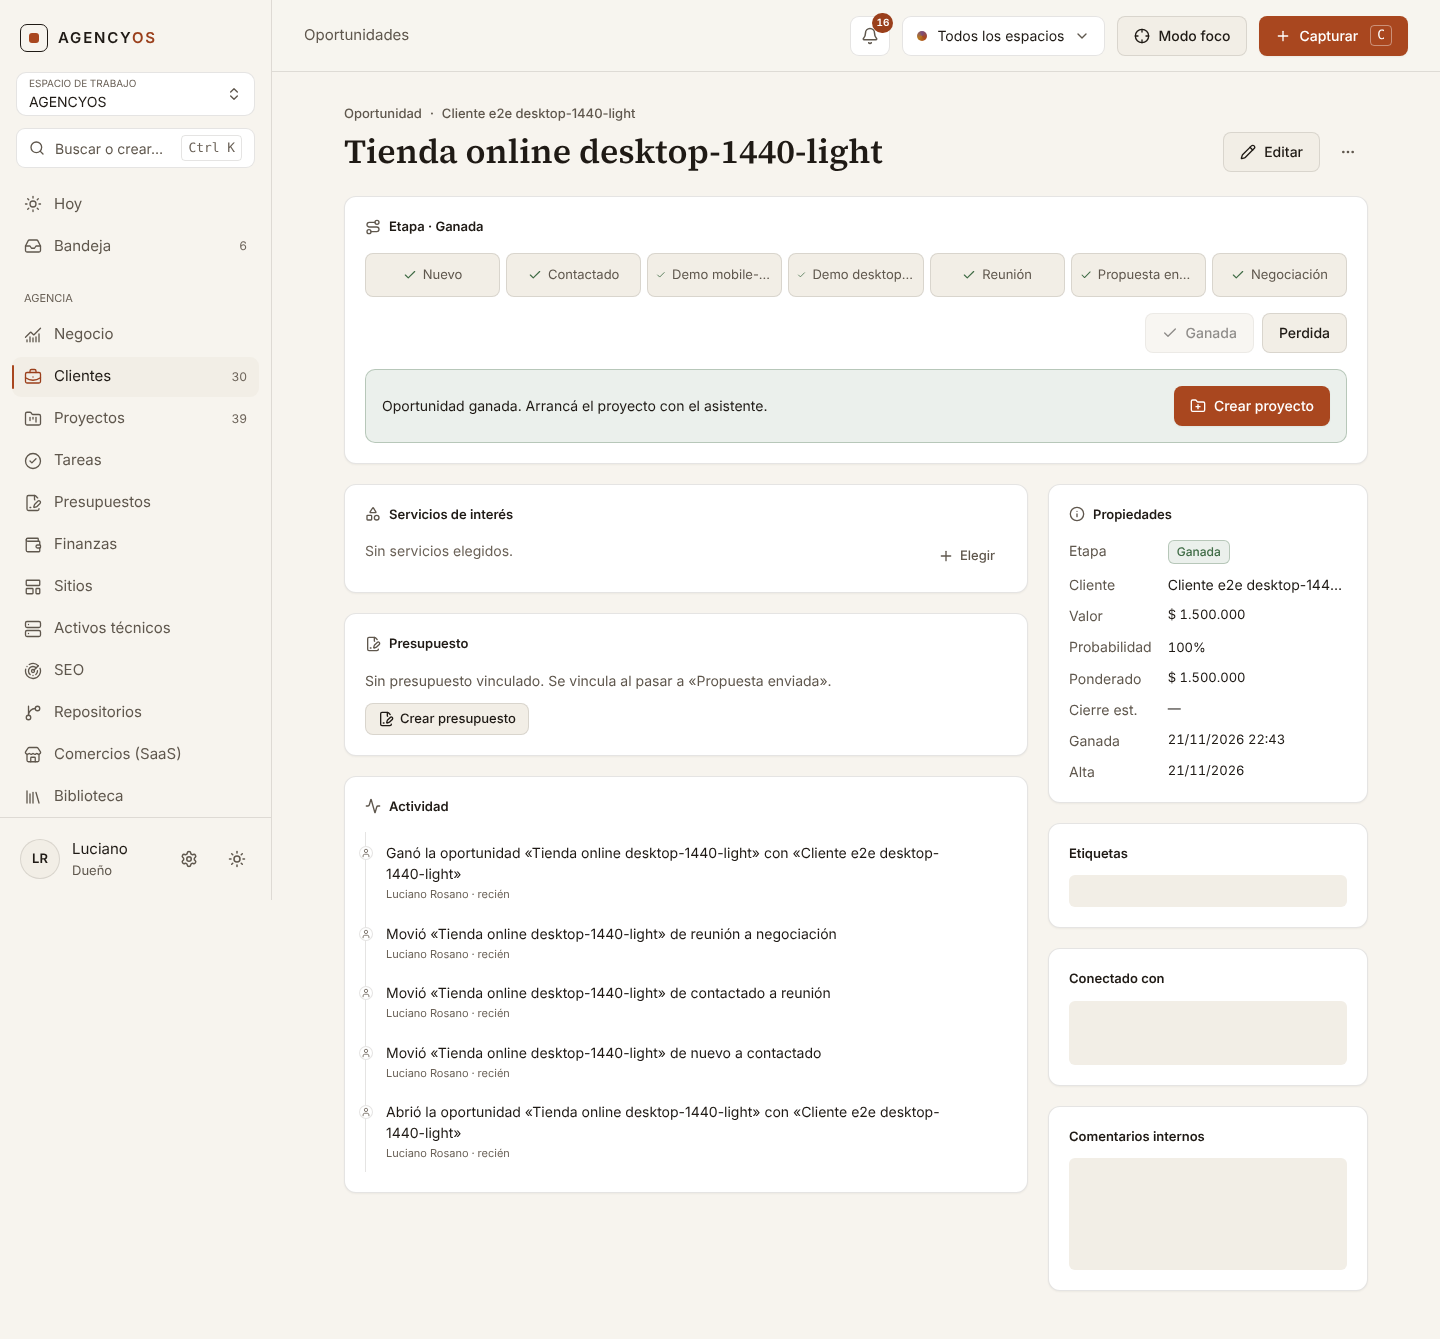 AGENCYOS
ESPACIO DE TRABAJO
AGENCYOS
Buscar o crear...
Ctrl K
Hoy
Bandeja
6
AGENCIA
Negocio
Clientes
30
Proyectos
39
Tareas
Presupuestos
Finanzas
Sitios
Activos técnicos
SEO
Repositorios
Comercios (SaaS)
Biblioteca
LR
Luciano
Dueño
Oportunidades
16
Todos los espacios
Modo foco
Capturar
C
Oportunidad · Cliente e2e desktop-1440-light
Tienda online desktop-1440-light
Editar
Etapa · Ganada
Nuevo
Contactado
Demo mobile-...
Demo desktop...
Reunión
Propuesta en...
Negociación
Ganada
Perdida
Oportunidad ganada. Arrancá el proyecto con el asistente.
Crear proyecto
Servicios de interés
Sin servicios elegidos.
Elegir
Presupuesto
Sin presupuesto vinculado. Se vincula al pasar a «Propuesta enviada».
Crear presupuesto
Actividad
Ganó la oportunidad «Tienda online desktop-1440-light» con «Cliente e2e desktop-
1440-light»
Luciano Rosano · recién
Movió «Tienda online desktop-1440-light» de reunión a negociación
Luciano Rosano · recién
Movió «Tienda online desktop-1440-light» de contactado a reunión
Luciano Rosano · recién
Movió «Tienda online desktop-1440-light» de nuevo a contactado
Luciano Rosano · recién
Abrió la oportunidad «Tienda online desktop-1440-light» con «Cliente e2e desktop-
1440-light»
Luciano Rosano · recién
Propiedades
Etapa Ganada
Cliente Cliente e2e desktop-144...
Valor $ 1.500.000
Probabilidad 100%
Ponderado $ 1.500.000
Cierre est. —
Ganada 21/11/2026 22:43
Alta 21/11/2026
Etiquetas
Conectado con
Comentarios internos